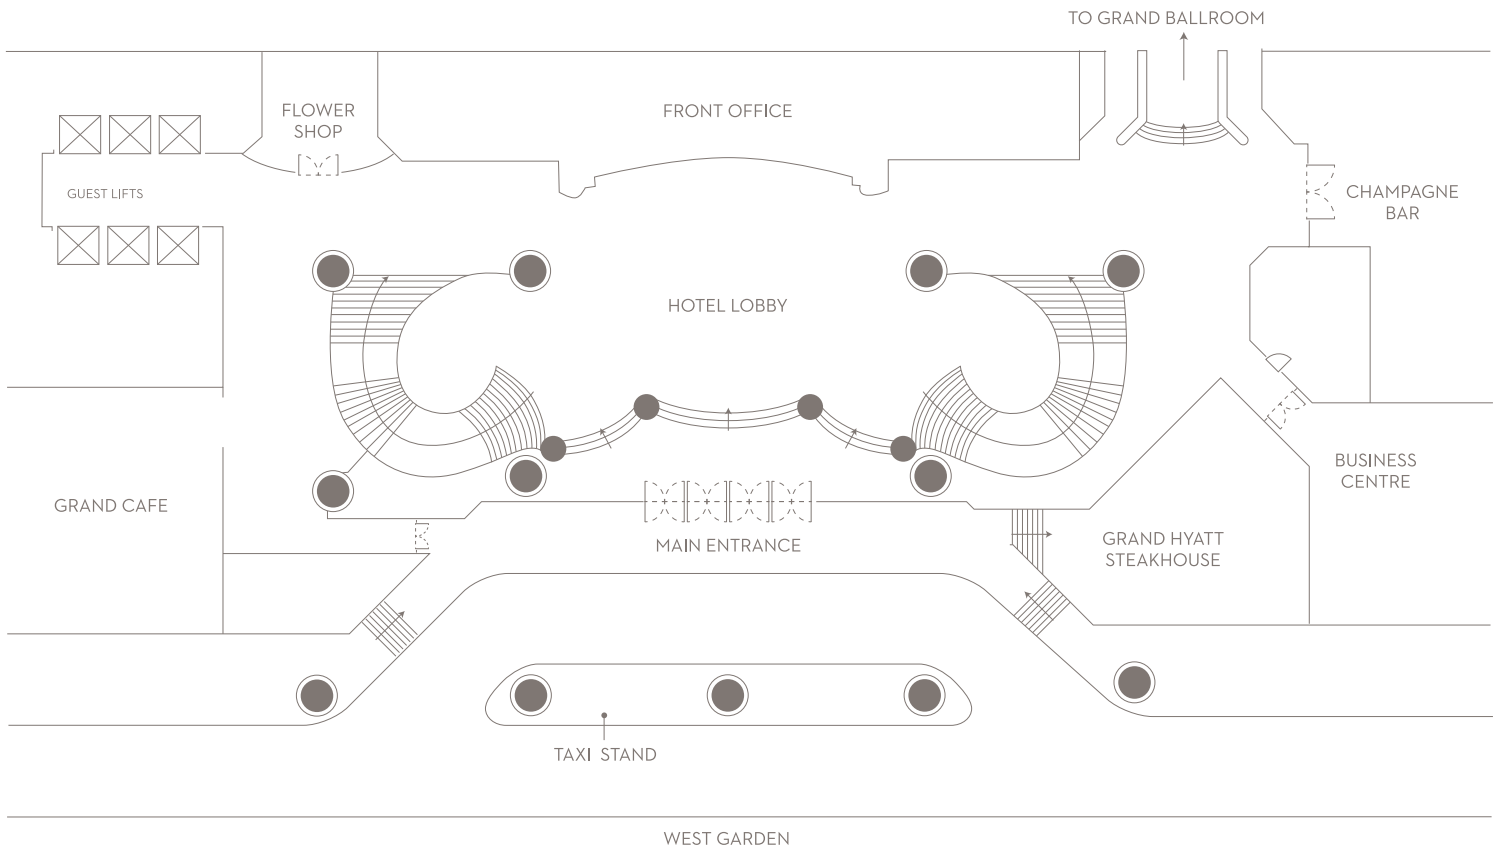 TO GRAND BALLROOM
FLOWER
SHOP
FRONT OFFICE
GUEST LIFTS
CHAMPAGNE
BAR
HOTEL LOBBY
GRAND CAFE
BUSINESS
CENTRE
MAIN ENTRANCE
GRAND HYATT
STEAKHOUSE
TAXI STAND
WEST GARDEN